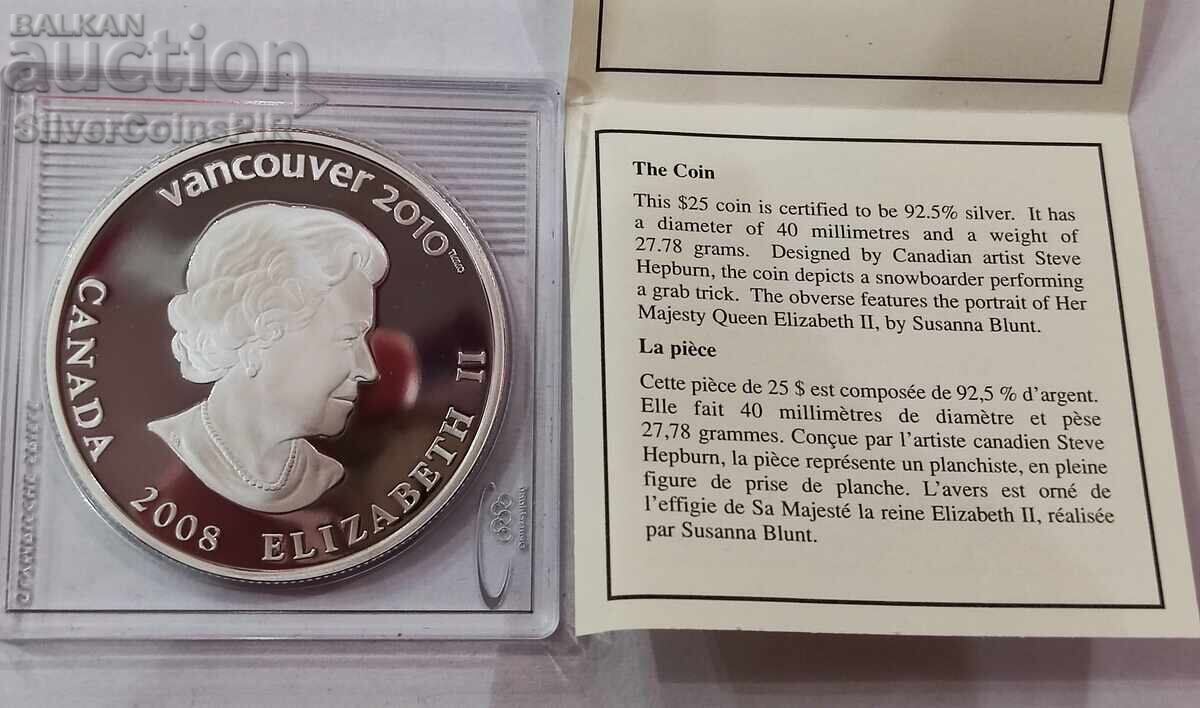 BALKAN
auction
SilverCoinsPIR
vancouver 2010
CANADA
2008
ELIZABETH II
The Coin
This $25 coin is certified to be 92.5% silver. It has
a diameter of 40 millimetres and a weight of
27.78 grams. Designed by Canadian artist Steve
Hepburn, the coin depicts a snowboarder performing
a grab trick. The obverse features the portrait of Her
Majesty Queen Elizabeth II, by Susanna Blunt.
La pièce
Cette pièce de 25 $ est composée de 92,5 % d'argent.
Elle fait 40 millimètres de diamètre et pèse
27,78 grammes. Conçue par l'artiste canadien Steve
Hepburn, la pièce représente un planchiste, en pleine
figure de prise de planche. L'avers est orné de
l'effigie de Sa Majesté la reine Elizabeth II, réalisée
par Susanna Blunt.